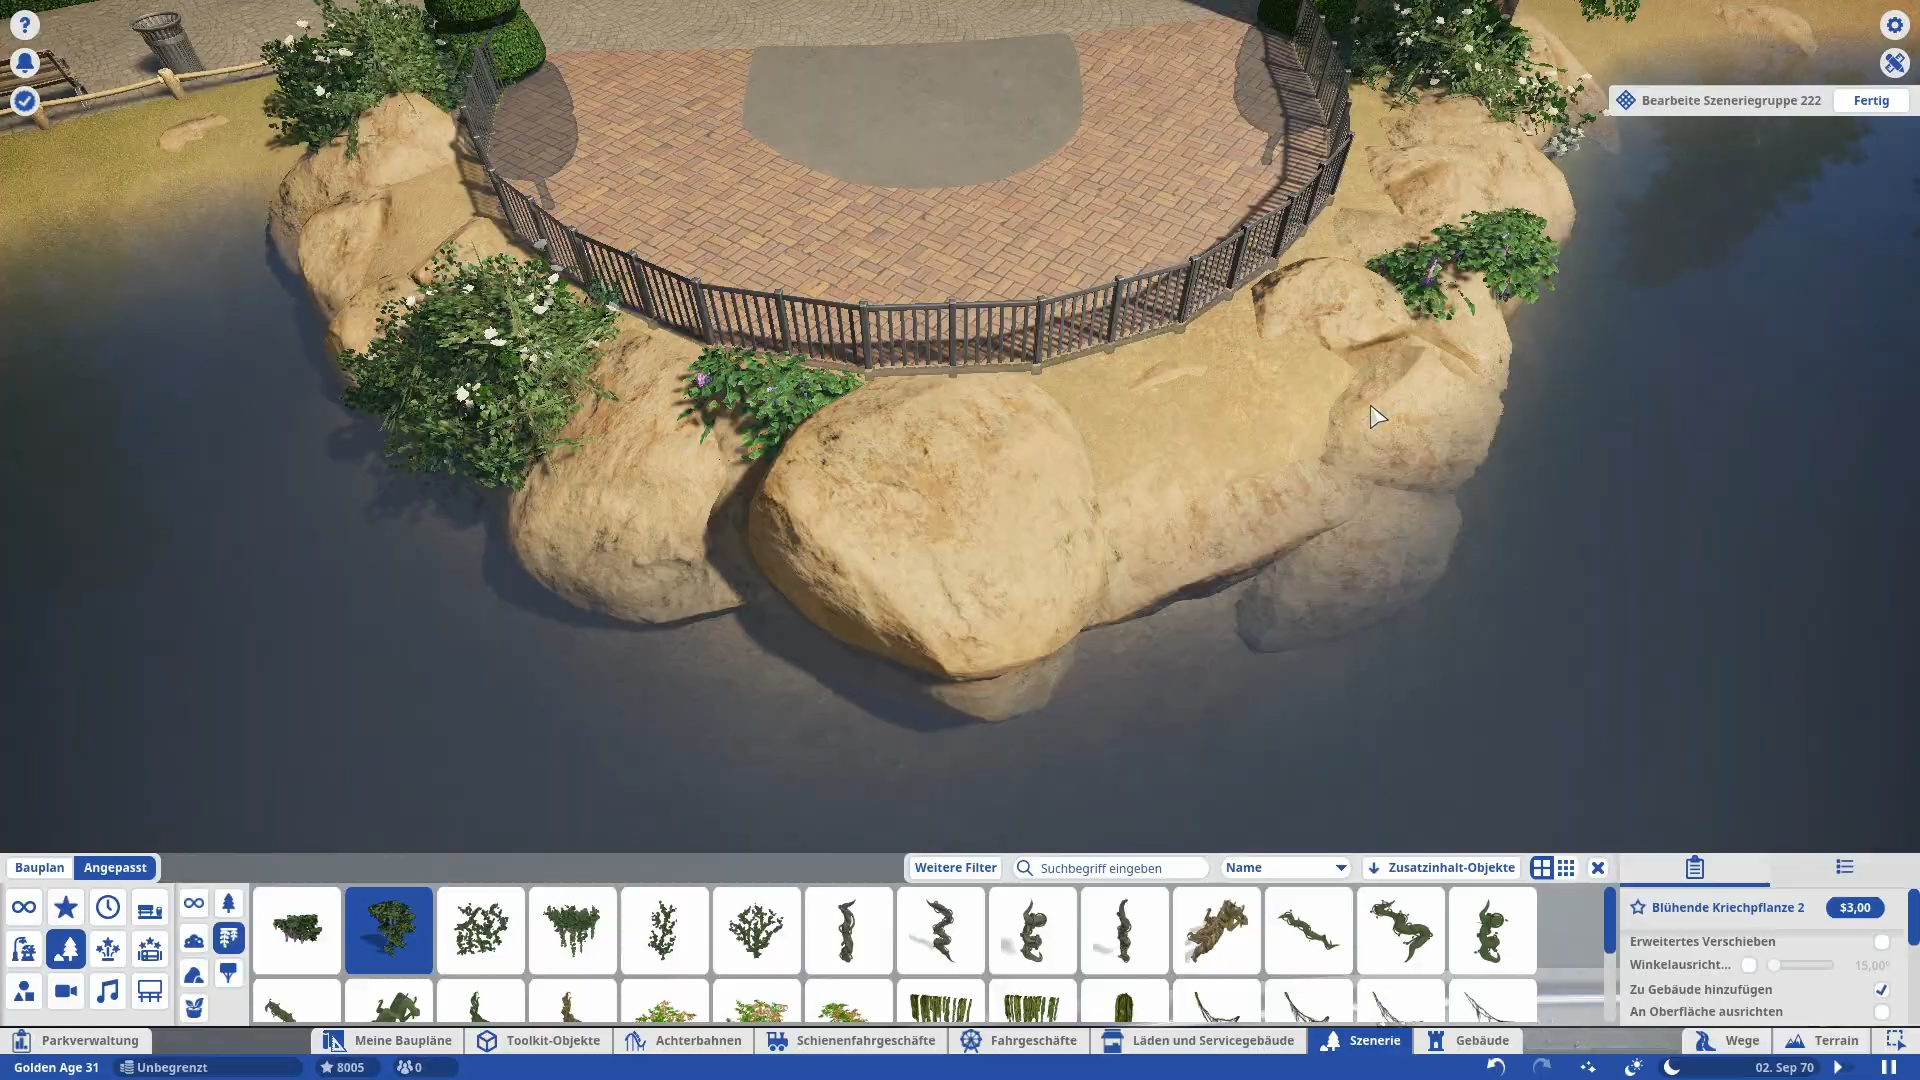 ?
Bearbeite Szeneriegruppe 222
Fertig
Bauplan
Angepasst
Weitere Filter
Suchbegriff eingeben
Name
Zusatzinhalt-Objekte
Blühende Kriechpflanze 2
$3,00
Erweitertes Verschieben
Winkelausricht...
15,00°
Zu Gebäude hinzufügen
An Oberfläche ausrichten
Parkverwaltung
Meine Baupläne
Toolkit-Objekte
Achterbahnen
Schienenfahrgeschäfte
Fahrgeschäfte
Läden und Servicegebäude
Szenerie
Gebäude
Wege
Terrain
Golden Age 31
Unbegrenzt
8005
0
02. Sep 70